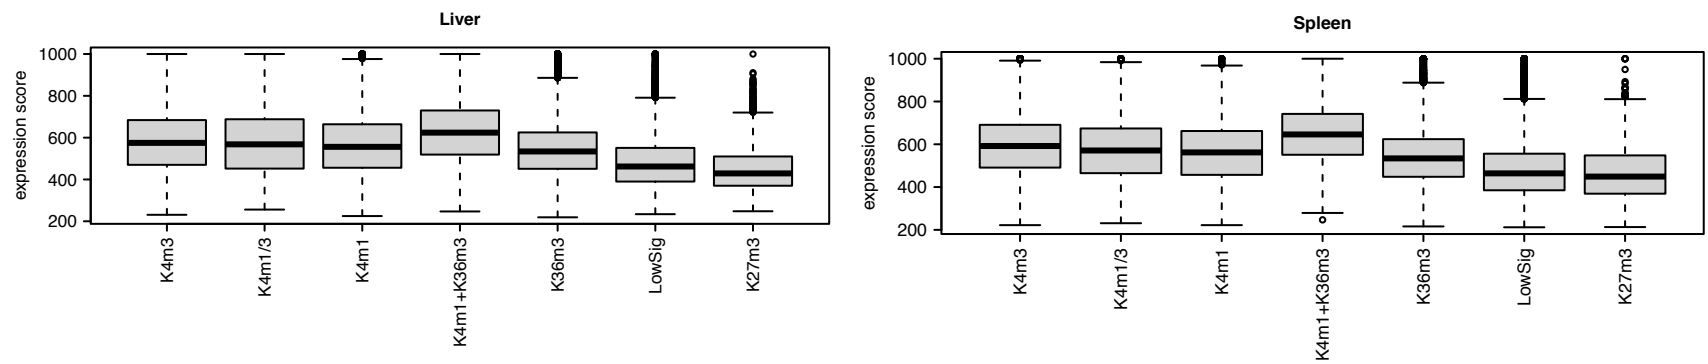 Liver
expression score
1000
800
600
400
200
K4m3
K4m1/3
K4m1
K4m1+K36m3
K36m3
LowSig
K27m3
Spleen
expression score
1000
800
600
400
200
K4m3
K4m1/3
K4m1
K4m1+K36m3
K36m3
LowSig
K27m3